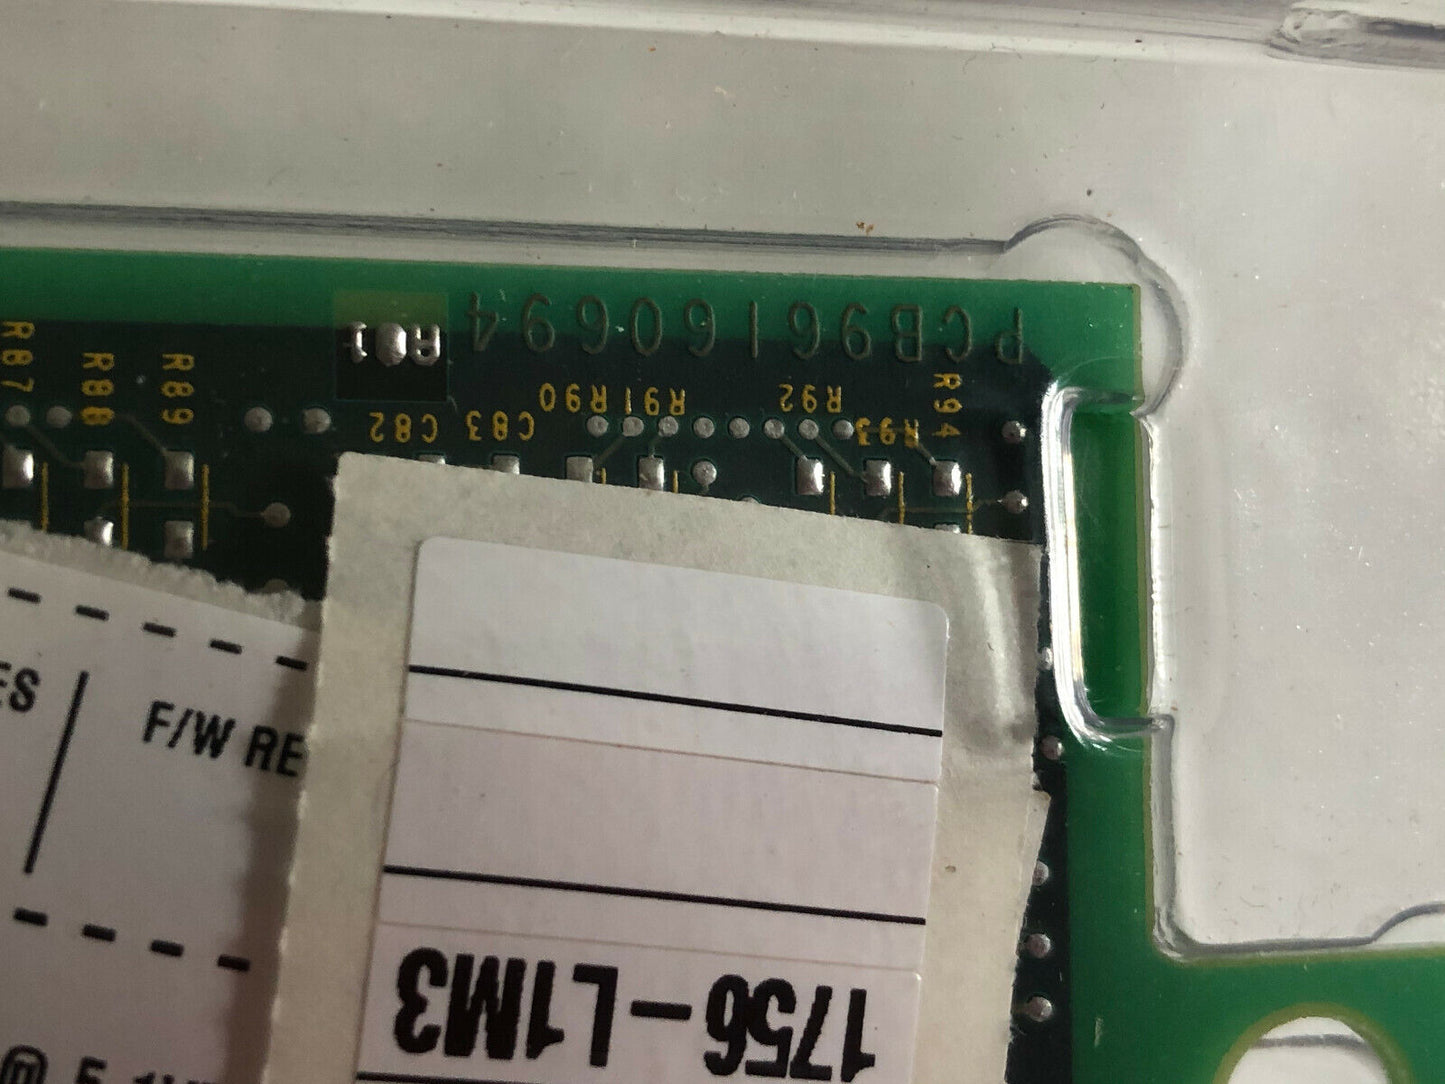 PCB96160694 R01
R87
R88
R89
C82
C83
R90
R91
R92
R93
R94
ES
F/W RE
1756-L1M3